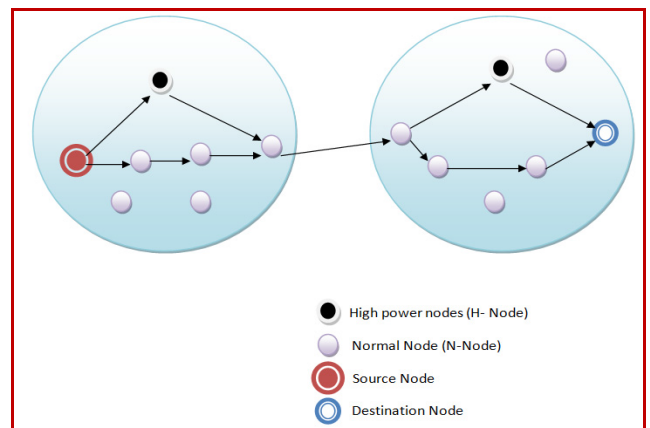 High power nodes (H- Node)
Normal Node (N-Node)
Source Node
Destination Node